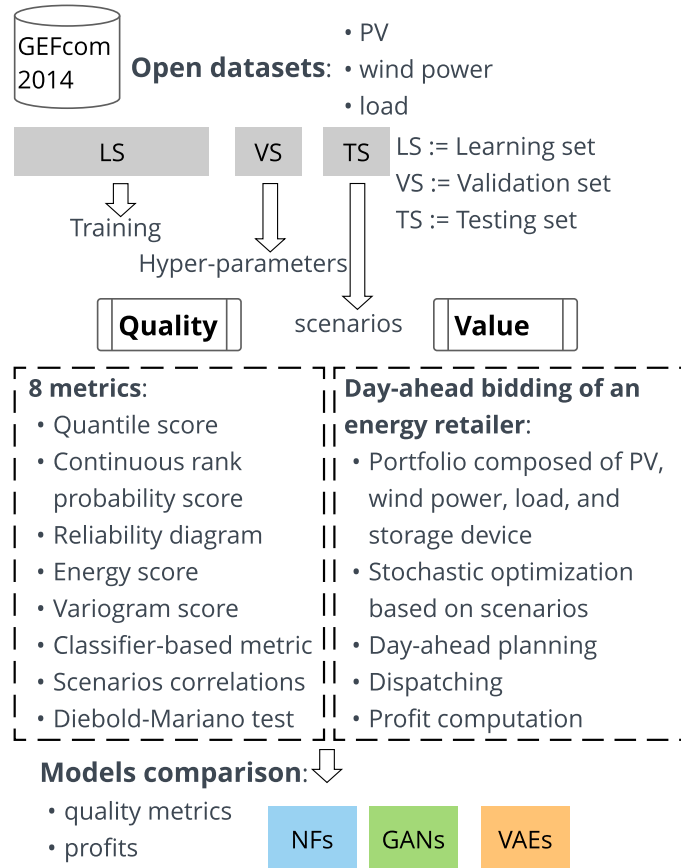 GEFcom
2014
Open datasets:
• PV
• wind power
• load
LS
VS
TS
LS := Learning set
VS := Validation set
TS := Testing set
Training
Hyper-parameters
scenarios
Quality
Value
8 metrics:
• Quantile score
• Continuous rank
probability score
• Reliability diagram
• Energy score
• Variogram score
• Classifier-based metric
• Scenarios correlations
• Diebold-Mariano test
Day-ahead bidding of an
energy retailer:
• Portfolio composed of PV,
wind power, load, and
storage device
• Stochastic optimization
based on scenarios
• Day-ahead planning
• Dispatching
• Profit computation
Models comparison:
• quality metrics
• profits
NFs
GANs
VAEs